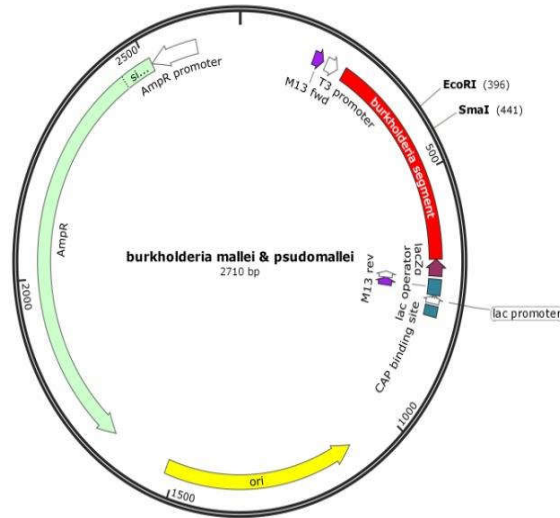 2500
si...
AmpR promoter
M13 fwd
T3 promoter
burkholderia segment
EcoRI (396)
SmaI (441)
500
AmpR
burkholderia mallei & psudomallei
2710 bp
lacZα
M13 rev
lac operator
CAP binding site
lac promoter
2000
1000
ori
1500